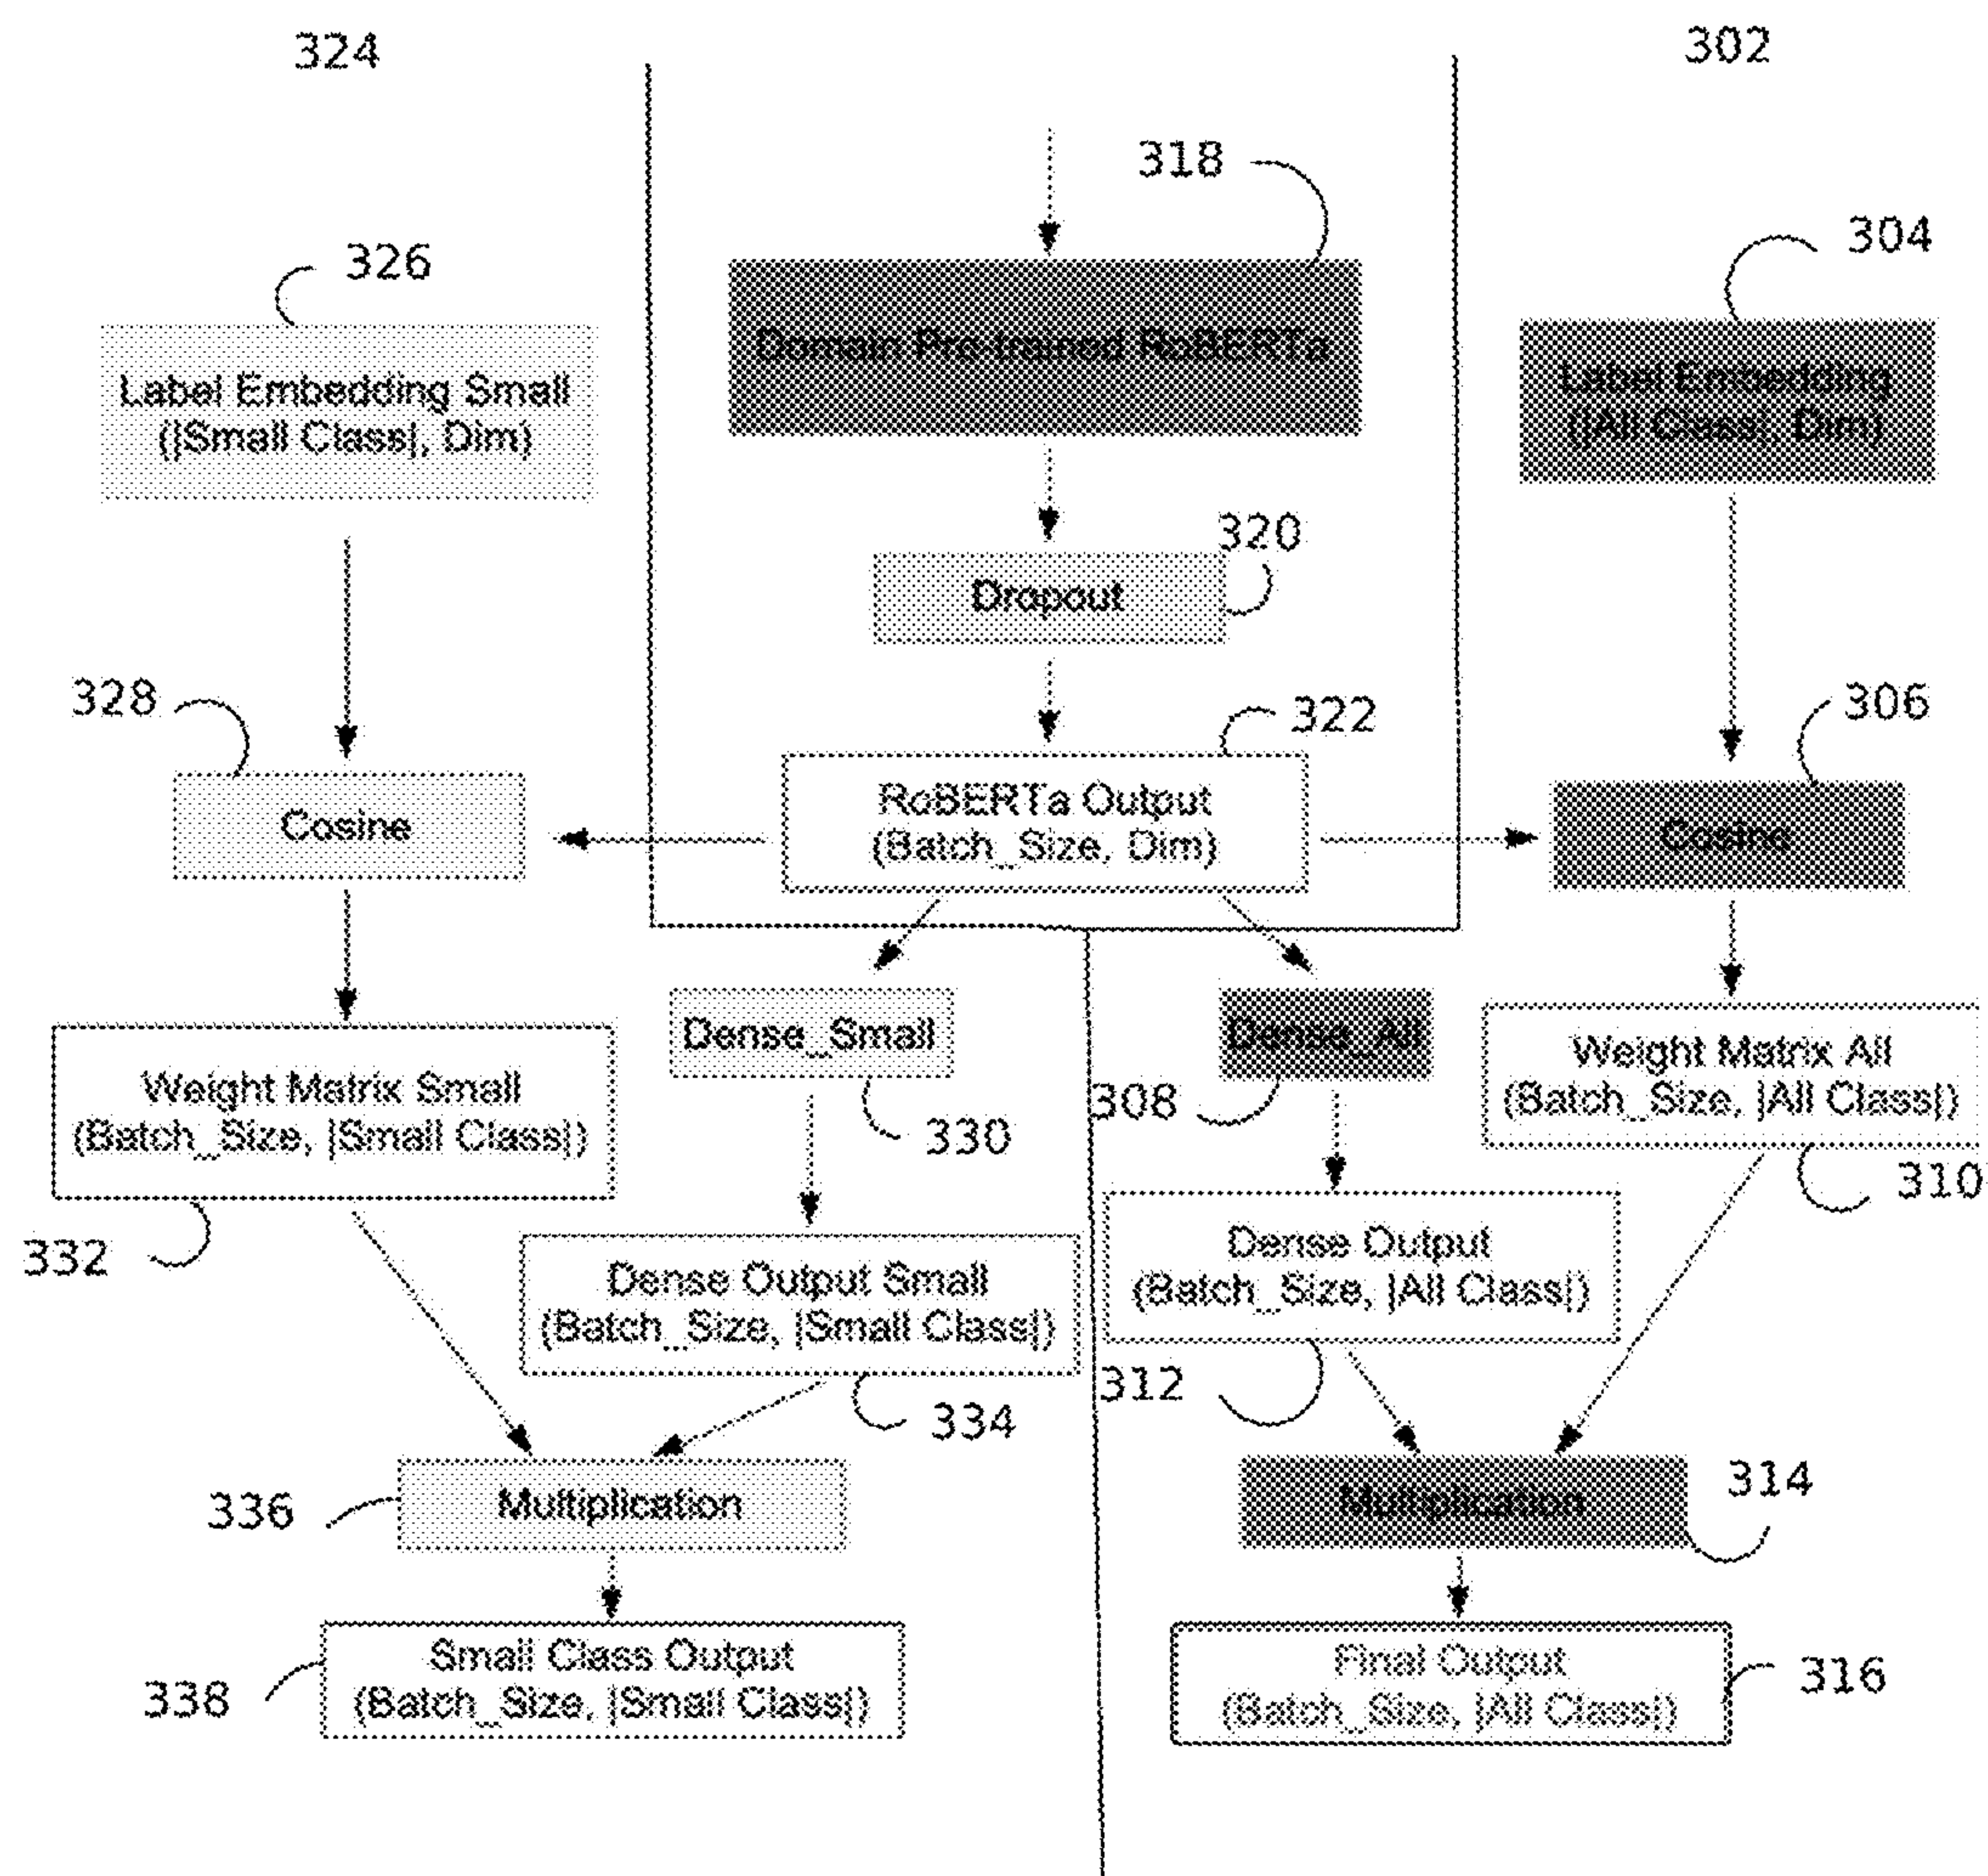 324
302
318
304
326
Domain Pre-trained RoBERTa
Label Embedding Small
(|Small Class|, Dim)
Label Embedding
(|All Class|, Dim)
320
Dropout
328
322
306
RoBERTa Output
(Batch_Size, Dim)
Cosine
Cosine
Dense_Small
Dense_All
Weight Matrix All
(Batch_Size, |All Class|)
Weight Matrix Small
(Batch_Size, |Small Class|)
308
330
310
332
Dense Output
(Batch_Size, |All Class|)
Dense Output Small
(Batch_Size, |Small Class|)
312
334
336
Multiplication
Multiplication
314
338
Small Class Output
(Batch_Size, |Small Class|)
Final Output
(Batch_Size, |All Class|)
316